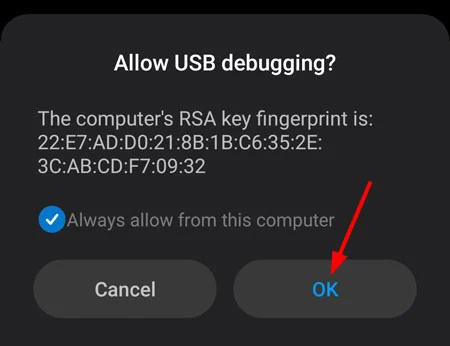 Allow USB debugging?
The computer's RSA key fingerprint is:
22:E7:AD:D0:21:8B:1B:C6:35:2E:
3C:AB:CD:F7:09:32
Always allow from this computer
Cancel
OK